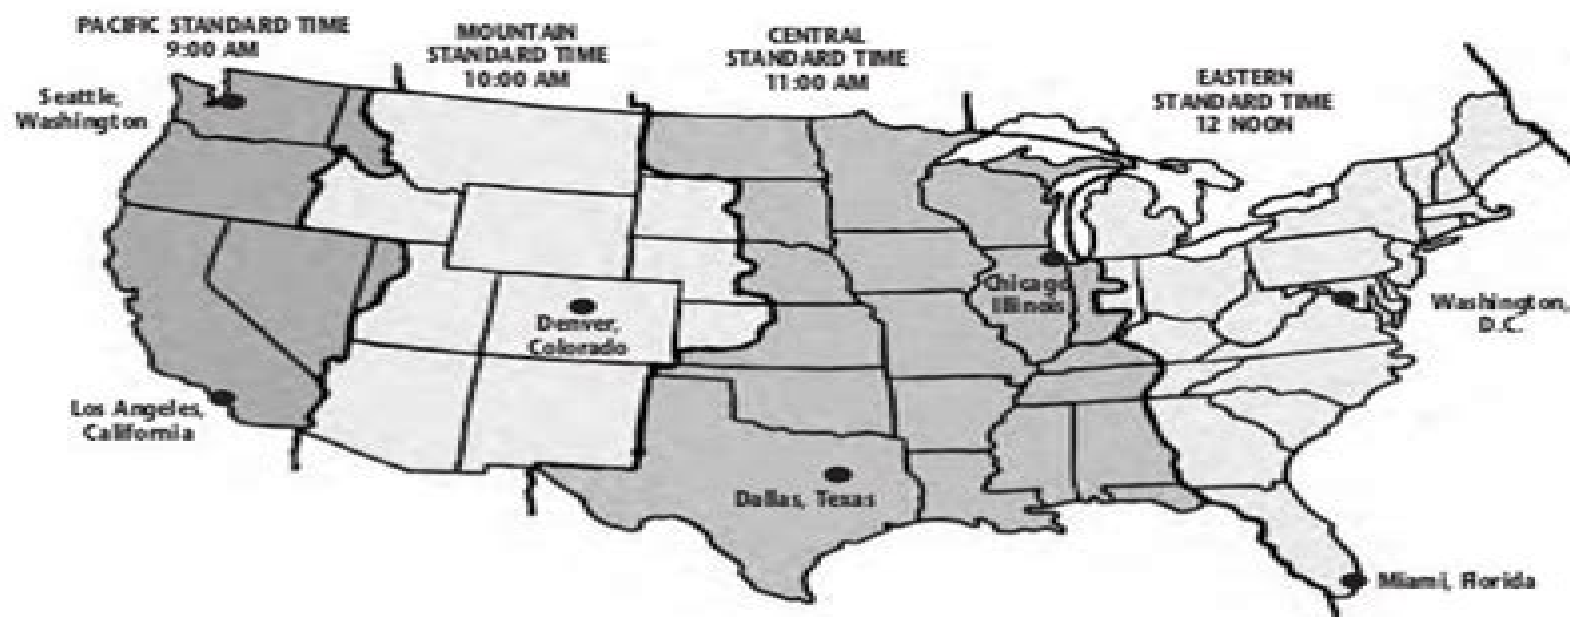 PACIFIC STANDARD TIME
9:00 AM
MOUNTAIN
STANDARD TIME
10:00 AM
CENTRAL
STANDARD TIME
11:00 AM
EASTERN
STANDARD TIME
12 NOON
Seattle,
Washington
Chicago
Illinois
Washington,
D.C.
Denver,
Colorado
Los Angeles,
California
Dallas, Texas
Miami, Florida